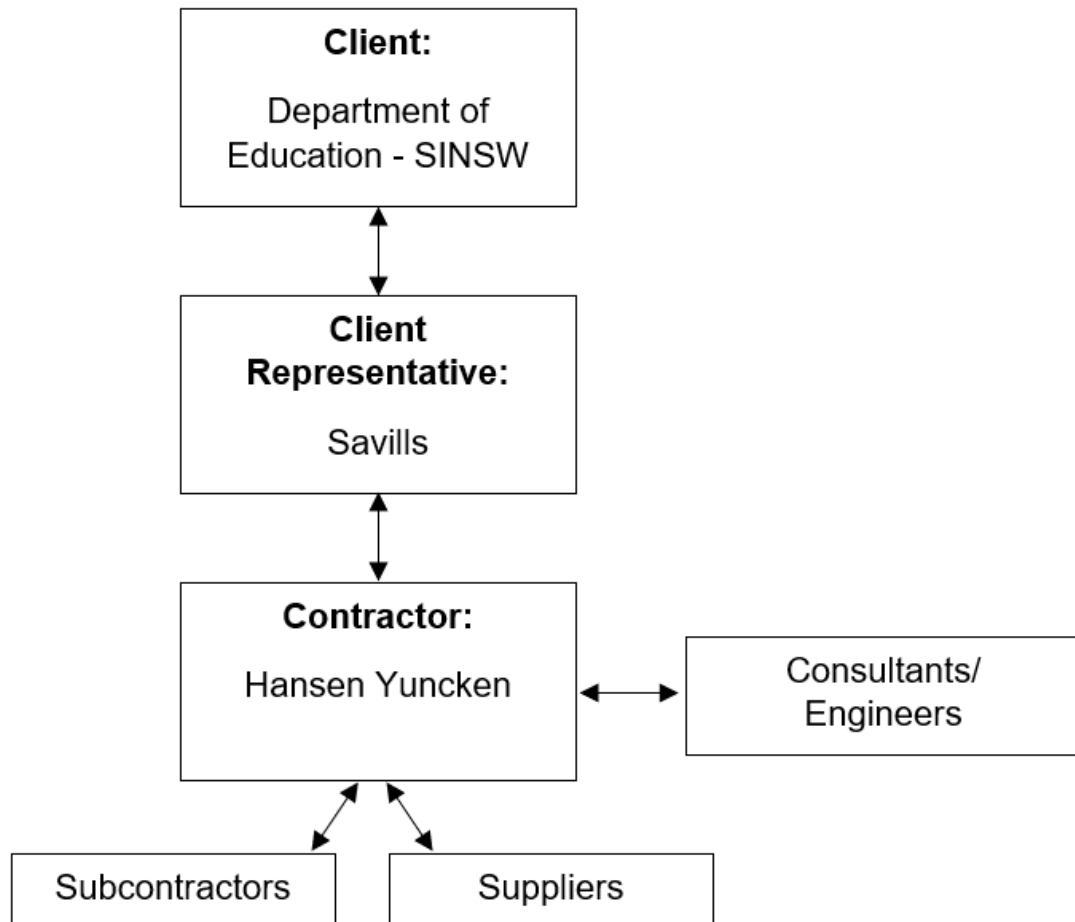 Client:
Department of
Education - SINSW
Client
Representative:
Savills
Contractor:
Hansen Yuncken
Consultants/
Engineers
Subcontractors
Suppliers